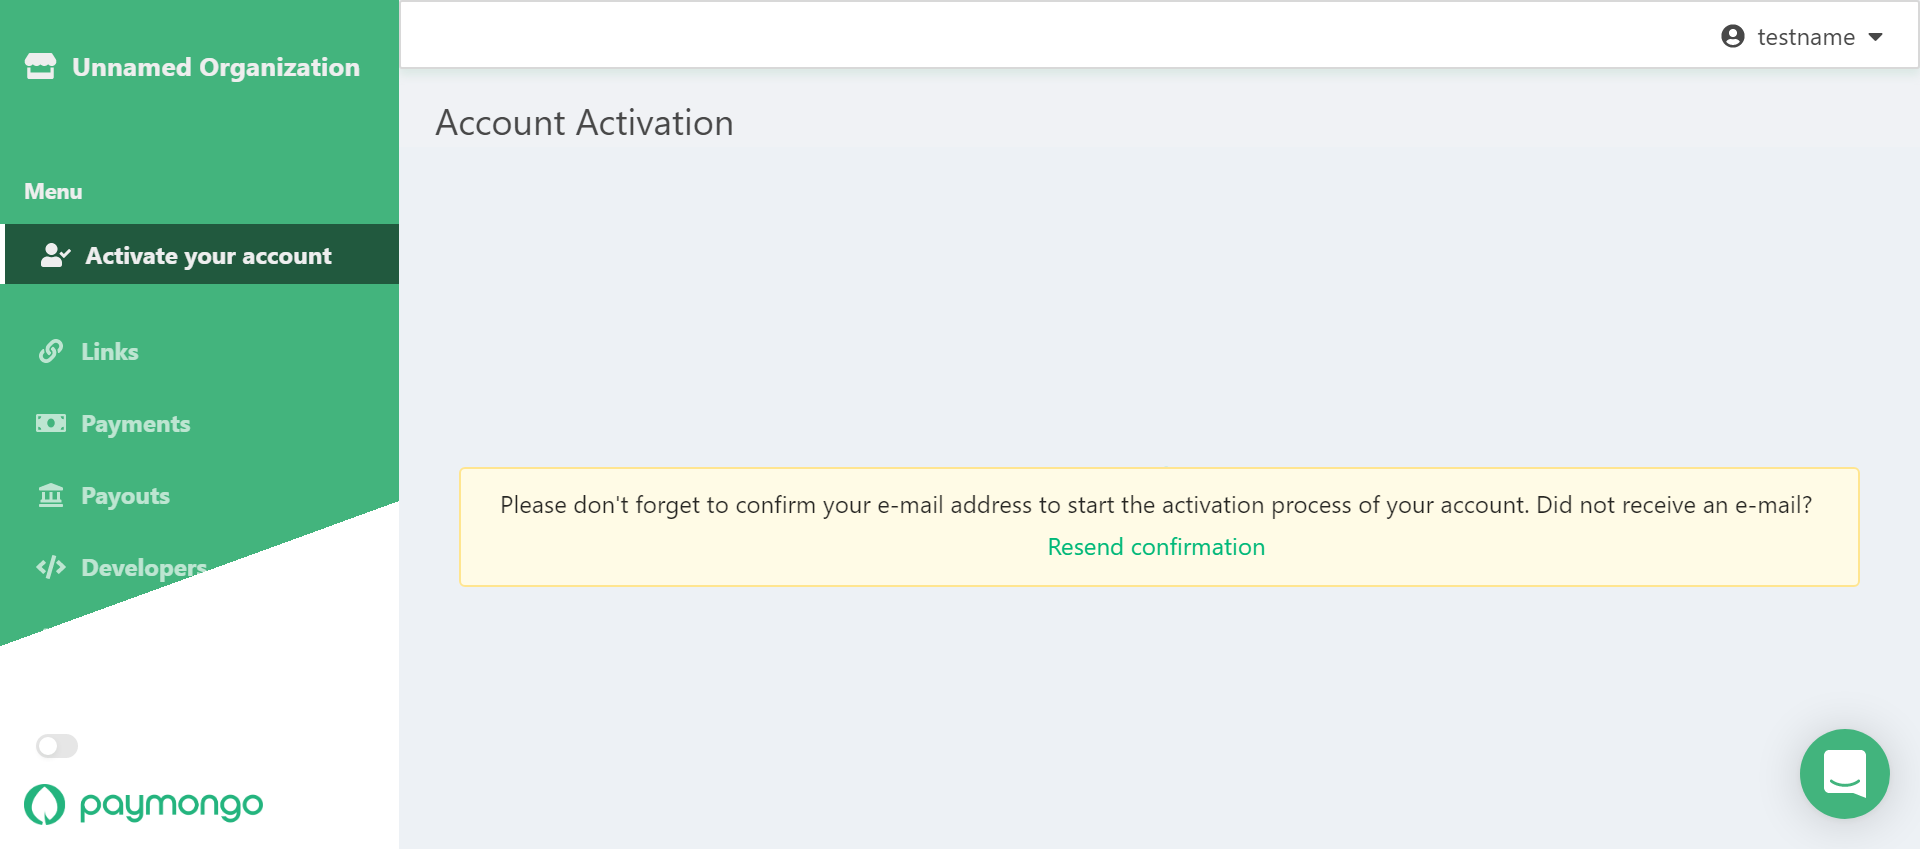 Unnamed Organization
testname
Account Activation
Menu
Activate your account
Links
Payments
Payouts
Developers
Please don't forget to confirm your e-mail address to start the activation process of your account. Did not receive an e-mail?
Resend confirmation
paymongo